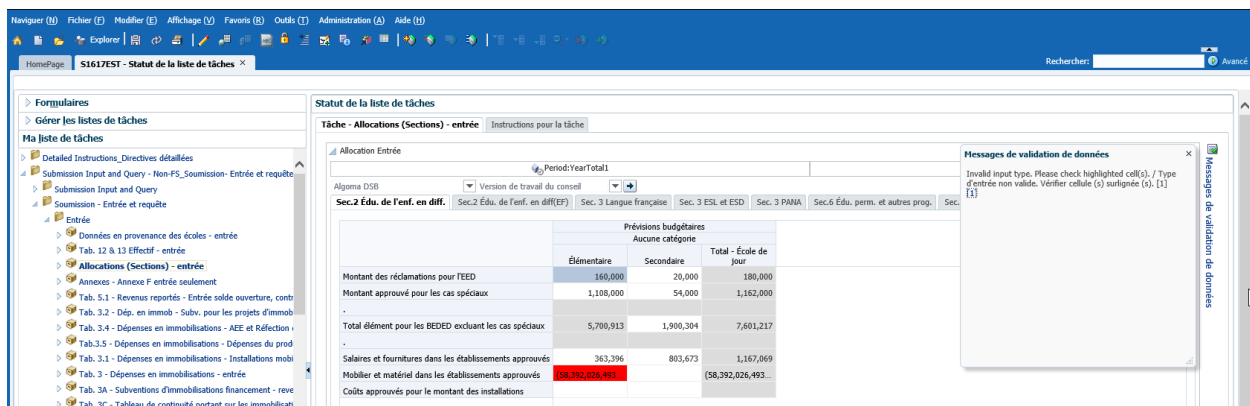 Naviguer (N) Fichier (F) Modifier (E) Affichage (V) Favoris (R) Outils (T) Administration (A) Aide (H)
Explorer
HomePage S1617EST - Statut de la liste de tâches × Rechercher: Avancé
Formulaires
Gérer les listes de tâches
Ma liste de tâches
Detailed Instructions_Directives détaillées
Submission Input and Query - Non-FS_Soumission- Entrée et requête
Submission Input and Query
Soumission - Entrée et requête
Entrée
Données en provenance des écoles - entrée
Tab. 12 & 13 Effectif - entrée
Allocations (Sections) - entrée
Annexes - Annexe F entrée seulement
Tab. 5.1 - Revenus reportés - Entrée solde ouverture, contr
Tab. 3.2 - Dép. en immob - Subv. pour les projets d'immob
Tab. 3.4 - Dépenses en immobilisations - AEE et Réfection
Tab.3.5 - Dépenses en immobilisations - Dépenses du prod
Tab. 3.1 - Dépenses en immobilisations - Installations mobi
Tab. 3 - Dépenses en immobilisations - entrée
Tab. 3A - Subventions d'immobilisations financement - reve
Tab. 3C - Tableau de continuité portant sur les immobilisati
Statut de la liste de tâches
Tâche - Allocations (Sections) - entrée Instructions pour la tâche
Allocation Entrée
Period:YearTotal1
Algoma DSB Version de travail du conseil
Sec.2 Édu. de l'enf. en diff. Sec.2 Édu. de l'enf. en diff(EF) Sec. 3 Langue française Sec. 3 ESL et ESD Sec. 3 PANA Sec.6 Édu. perm. et autres prog. Sec.
Prévisions budgétaires
Aucune catégorie
Élémentaire Secondaire Total - École de jour
Montant des réclamations pour l'EED 160,000 20,000 180,000
Montant approuvé pour les cas spéciaux 1,108,000 54,000 1,162,000
.
Total élément pour les BEDED excluant les cas spéciaux 5,700,913 1,900,304 7,601,217
.
Salaires et fournitures dans les établissements approuvés 363,396 803,673 1,167,069
Mobilier et matériel dans les établissements approuvés (58,392,026,493... (58,392,026,493...
Coûts approuvés pour le montant des installations
Messages de validation de données ×
Invalid input type. Please check highlighted cell(s). / Type
d'entrée non valide. Vérifier cellule (s) surlignée (s). [1]
[1]
Messages de validation de données